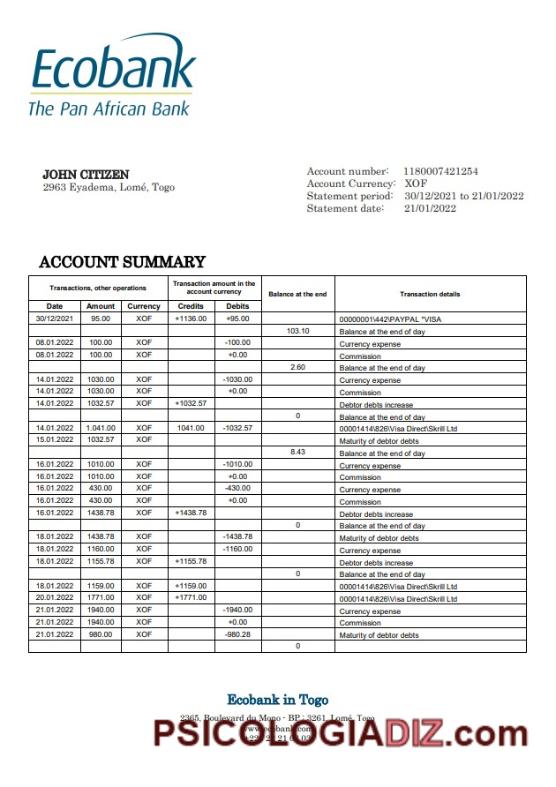 Ecobank
The Pan African Bank
JOHN CITIZEN
2963 Eyadema, Lomé, Togo
Account number: 1180007421254
Account Currency: XOF
Statement period: 30/12/2021 to 21/01/2022
Statement date: 21/01/2022
ACCOUNT SUMMARY
Transactions, other operations Transaction amount in the account currency Balance at the end Transaction details
Date Amount Currency Credits Debits
30/12/2021 95.00 XOF +1136.00 +95.00 00000001\442\PAYPAL *VISA
103.10 Balance at the end of day
08.01.2022 100.00 XOF -100.00 Currency expense
08.01.2022 100.00 XOF +0.00 Commission
2.60 Balance at the end of day
14.01.2022 1030.00 XOF -1030.00 Currency expense
14.01.2022 1030.00 XOF +0.00 Commission
14.01.2022 1032.57 XOF +1032.57 Debtor debts increase
0 Balance at the end of day
14.01.2022 1.041.00 XOF 1041.00 -1032.57 00001414\826\Visa Direct\Skrill Ltd
15.01.2022 1032.57 XOF Maturity of debtor debts
8.43 Balance at the end of day
16.01.2022 1010.00 XOF -1010.00 Currency expense
16.01.2022 1010.00 XOF +0.00 Commission
16.01.2022 430.00 XOF -430.00 Currency expense
16.01.2022 430.00 XOF +0.00 Commission
16.01.2022 1438.78 XOF +1438.78 Debtor debts increase
0 Balance at the end of day
18.01.2022 1438.78 XOF -1438.78 Maturity of debtor debts
18.01.2022 1160.00 XOF -1160.00 Currency expense
18.01.2022 1155.78 XOF +1155.78 Debtor debts increase
0 Balance at the end of day
18.01.2022 1159.00 XOF +1159.00 00001414\826\Visa Direct\Skrill Ltd
20.01.2022 1771.00 XOF +1771.00 00001414\826\Visa Direct\Skrill Ltd
21.01.2022 1940.00 XOF -1940.00 Currency expense
21.01.2022 1940.00 XOF +0.00 Commission
21.01.2022 980.00 XOF -980.28 Maturity of debtor debts
0
Ecobank in Togo
2365, Boulevard du Mono - BP : 3261, Lomé, Togo
www.ecobank.com
PSICOLOGIADIZ.com